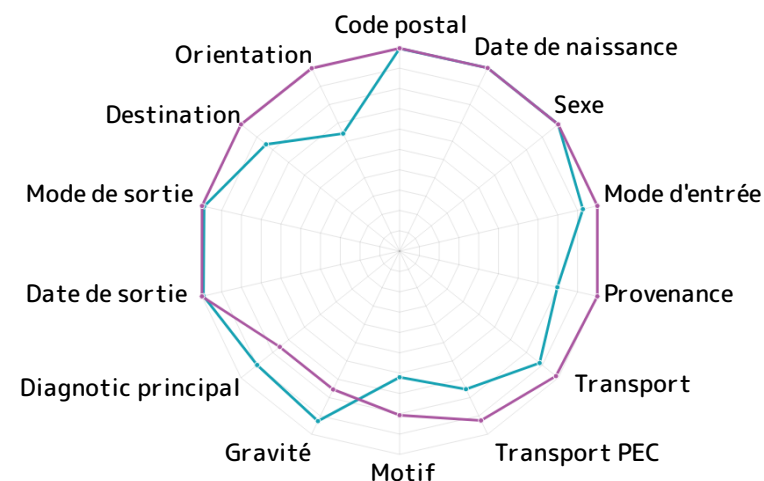 Code postal
Orientation
Date de naissance
Destination
Sexe
Mode de sortie
Mode d'entrée
Date de sortie
Provenance
Diagnotic principal
Transport
Gravité
Transport PEC
Motif